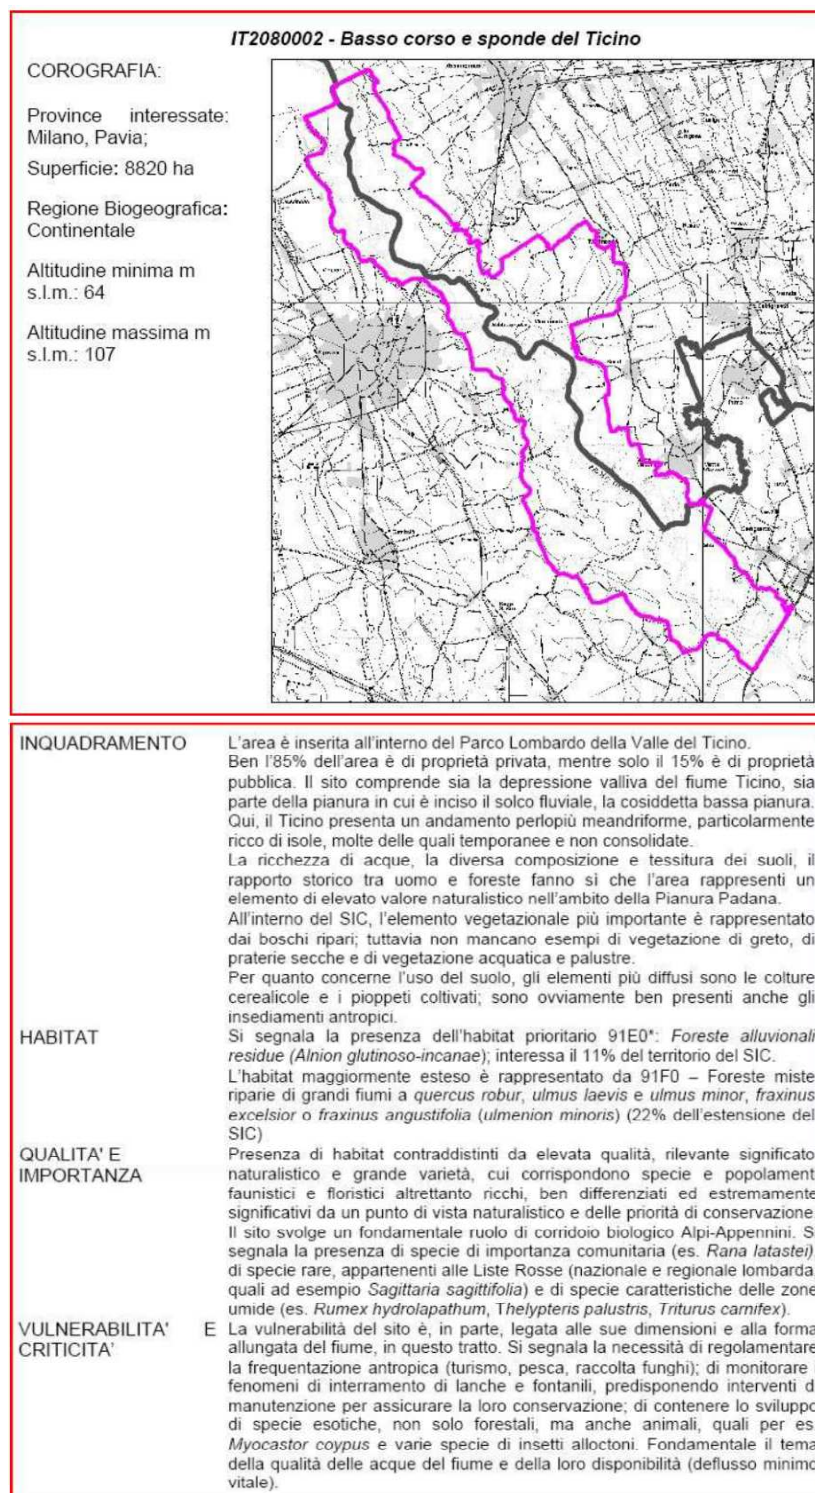 IT2080002 - Basso corso e sponde del Ticino
COROGRAFIA:
Province interessate:
Milano, Pavia;
Superficie: 8820 ha
Regione Biogeografica:
Continentale
Altitudine minima m
s.l.m.: 64
Altitudine massima m
s.l.m.: 107
INQUADRAMENTO
L'area è inserita all'interno del Parco Lombardo della Valle del Ticino.
Ben l'85% dell'area è di proprietà privata, mentre solo il 15% è di proprietà
pubblica. Il sito comprende sia la depressione valliva del fiume Ticino, sia
parte della pianura in cui è inciso il solco fluviale, la cosiddetta bassa pianura.
Qui, il Ticino presenta un andamento perlopiù meandriforme, particolarmente
ricco di isole, molte delle quali temporanee e non consolidate.
La ricchezza di acque, la diversa composizione e tessitura dei suoli, il
rapporto storico tra uomo e foreste fanno sì che l'area rappresenti un
elemento di elevato valore naturalistico nell'ambito della Pianura Padana.
All'interno del SIC, l'elemento vegetazionale più importante è rappresentato
dai boschi ripari; tuttavia non mancano esempi di vegetazione di greto, di
praterie secche e di vegetazione acquatica e palustre.
Per quanto concerne l'uso del suolo, gli elementi più diffusi sono le colture
cerealicole e i pioppeti coltivati; sono ovviamente ben presenti anche gli
insediamenti antropici.
HABITAT
Si segnala la presenza dell'habitat prioritario 91E0*: Foreste alluvionali
residue (Alnion glutinoso-incanae); interessa il 11% del territorio del SIC.
L'habitat maggiormente esteso è rappresentato da 91F0 – Foreste miste
riparie di grandi fiumi a quercus robur, ulmus laevis e ulmus minor, fraxinus
excelsior o fraxinus angustifolia (ulmenion minoris) (22% dell'estensione del
SIC)
QUALITA' E
IMPORTANZA
Presenza di habitat contraddistinti da elevata qualità, rilevante significato
naturalistico e grande varietà, cui corrispondono specie e popolament
faunistici e floristici altrettanto ricchi, ben differenziati ed estremamente
significativi da un punto di vista naturalistico e delle priorità di conservazione
Il sito svolge un fondamentale ruolo di corridoio biologico Alpi-Appennini. S
segnala la presenza di specie di importanza comunitaria (es. Rana latastei)
di specie rare, appartenenti alle Liste Rosse (nazionale e regionale lombarda
quali ad esempio Sagittaria sagittifolia) e di specie caratteristiche delle zone
umide (es. Rumex hydrolapathum, Thelypteris palustris, Triturus carnifex).
VULNERABILITA' E
CRITICITA'
La vulnerabilità del sito è, in parte, legata alle sue dimensioni e alla forma
allungata del fiume, in questo tratto. Si segnala la necessità di regolamentare
la frequentazione antropica (turismo, pesca, raccolta funghi); di monitorare i
fenomeni di interramento di lanche e fontanili, predisponendo interventi d
manutenzione per assicurare la loro conservazione; di contenere lo sviluppo
di specie esotiche, non solo forestali, ma anche animali, quali per es
Myocastor coypus e varie specie di insetti alloctoni. Fondamentale il tema
della qualità delle acque del fiume e della loro disponibilità (deflusso minimo
vitale).